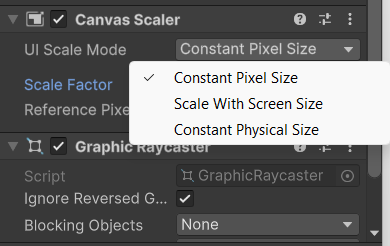 Canvas Scaler
UI Scale Mode
Constant Pixel Size
Constant Pixel Size
Scale With Screen Size
Constant Physical Size
Scale Factor
Reference Pixe
Graphic Raycaster
Script
GraphicRaycaster
Ignore Reversed G...
Blocking Objects
None